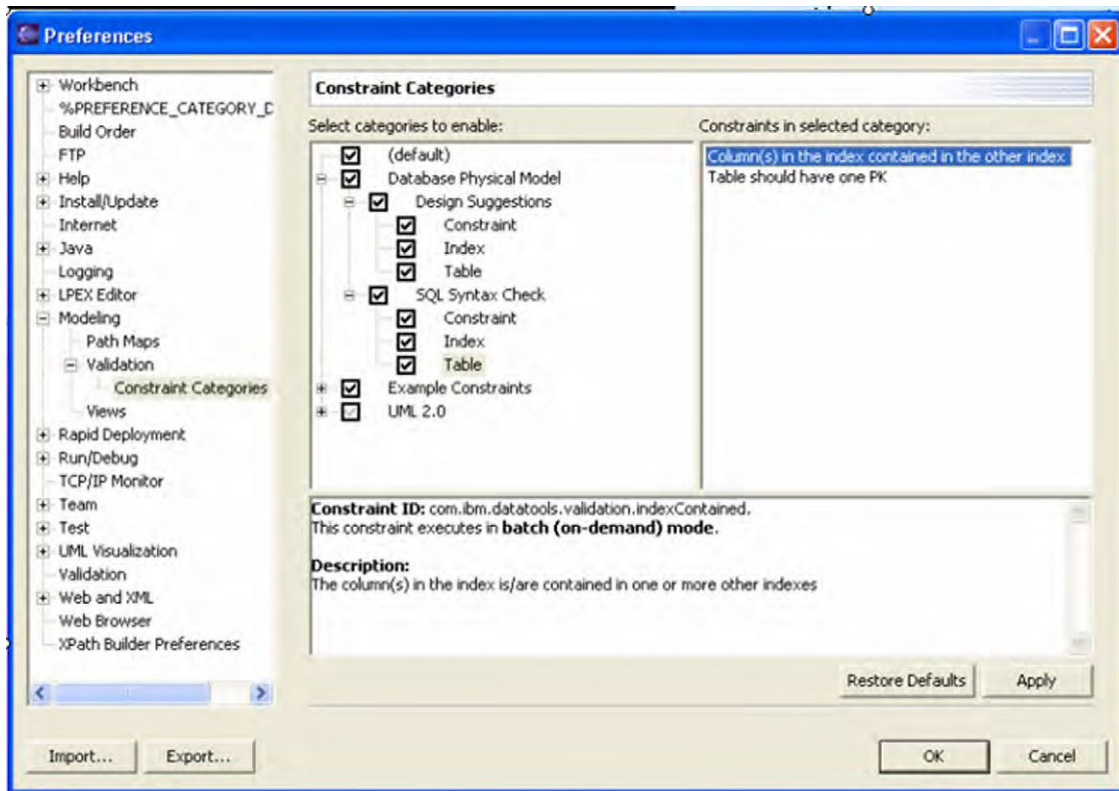 Preferences
Workbench
%PREFERENCE_CATEGORY_D
Build Order
FTP
Help
Install/Update
Internet
Java
Logging
LPEX Editor
Modeling
Path Maps
Validation
Constraint Categories
Views
Rapid Deployment
Run/Debug
TCP/IP Monitor
Team
Test
UML Visualization
Validation
Web and XML
Web Browser
XPath Builder Preferences
Constraint Categories
Select categories to enable:
(default)
Database Physical Model
Design Suggestions
Constraint
Index
Table
SQL Syntax Check
Constraint
Index
Table
Example Constraints
UML 2.0
Constraints in selected category:
Column(s) in the index contained in the other index
Table should have one PK
Constraint ID: com.ibm.datatools.validation.indexContained.
This constraint executes in batch (on-demand) mode.
Description:
The column(s) in the index is/are contained in one or more other indexes
Restore Defaults
Apply
Import...
Export...
OK
Cancel